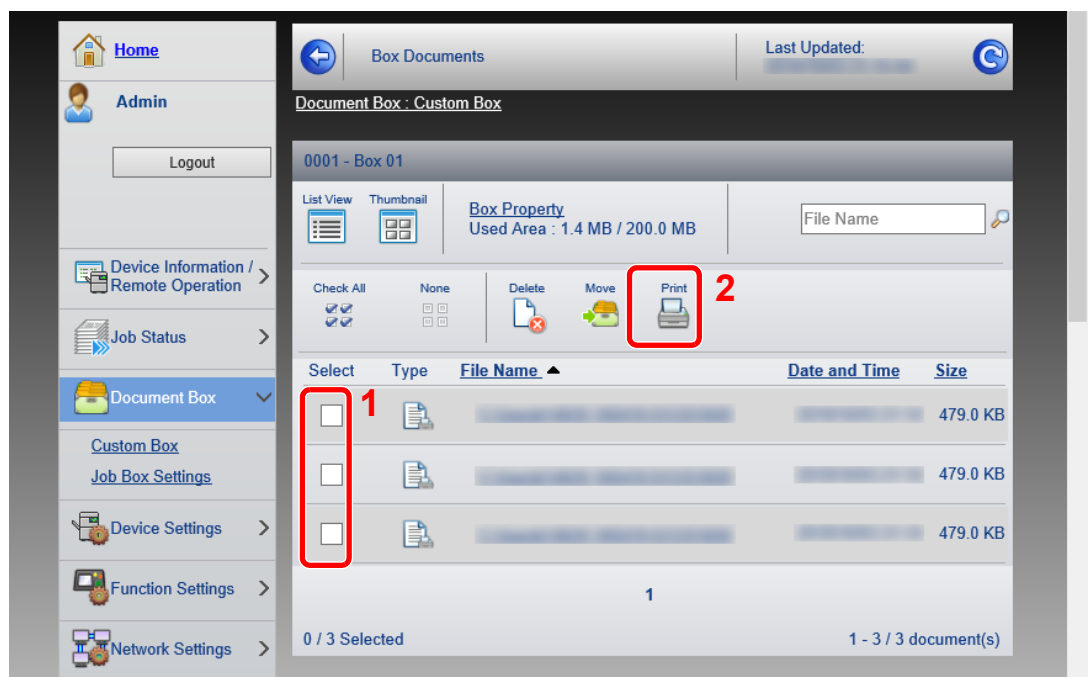 Home
Admin
Logout
Device Information /
Remote Operation
Job Status
Document Box
Custom Box
Job Box Settings
Device Settings
Function Settings
Network Settings
Box Documents
Last Updated:
Document Box : Custom Box
0001 - Box 01
List View Thumbnail
Box Property
Used Area : 1.4 MB / 200.0 MB
File Name
Check All None Delete Move Print 2
Select Type File Name Date and Time Size
1
479.0 KB
479.0 KB
479.0 KB
1
0 / 3 Selected 1 - 3 / 3 document(s)